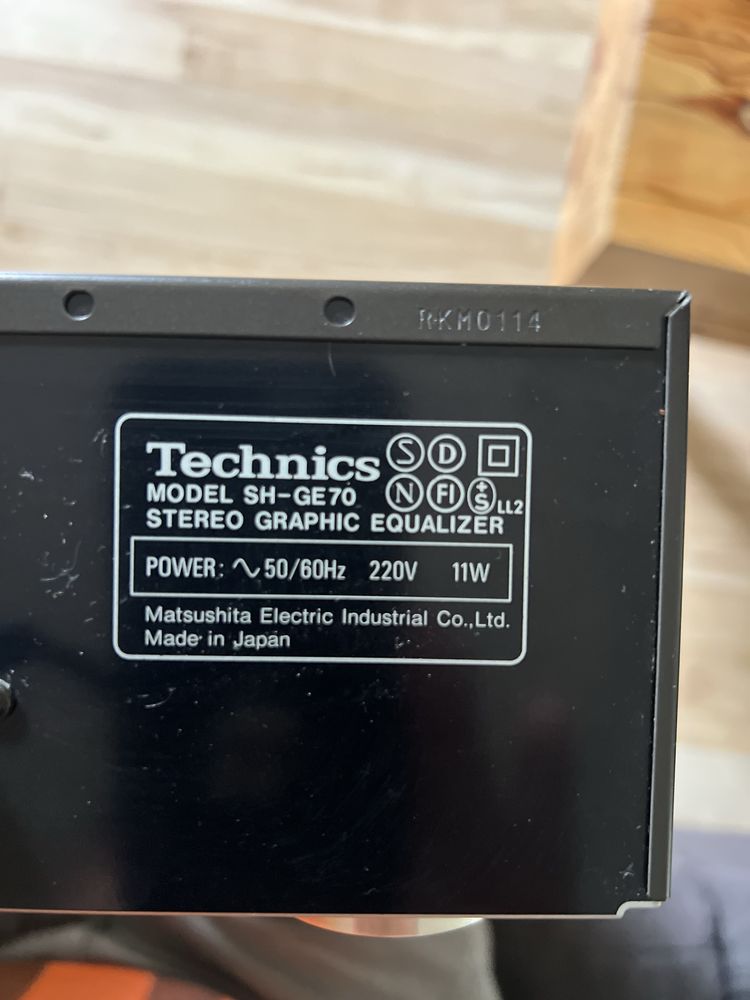 RKM0114
Technics S D
MODEL SH-GE70 N FI +S LL2
STEREO GRAPHIC EQUALIZER
POWER: ∿ 50/60Hz 220V 11W
Matsushita Electric Industrial Co.,Ltd.
Made in Japan